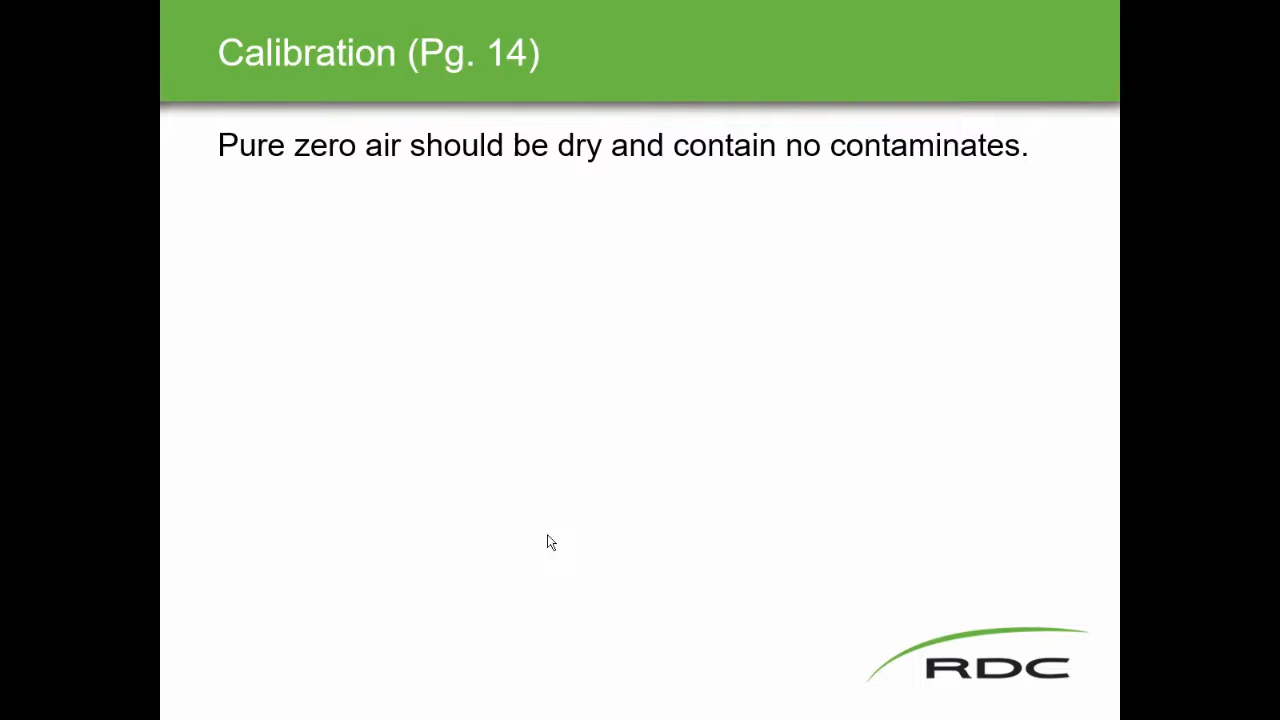 Calibration (Pg. 14)
Pure zero air should be dry and contain no contaminates.
RDC